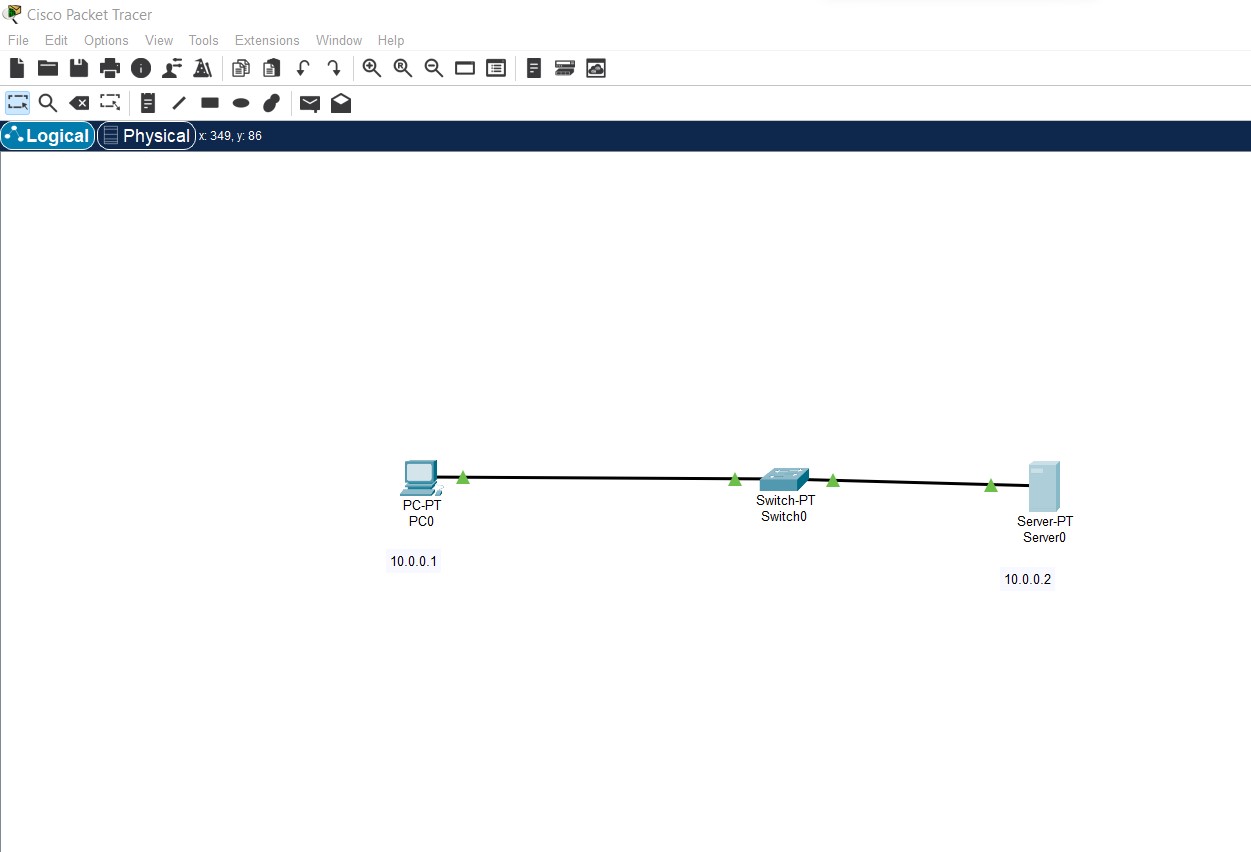 Cisco Packet Tracer
File Edit Options View Tools Extensions Window Help
Logical Physical x: 349, y: 86
PC-PT
PC0
10.0.0.1
Switch-PT
Switch0
Server-PT
Server0
10.0.0.2